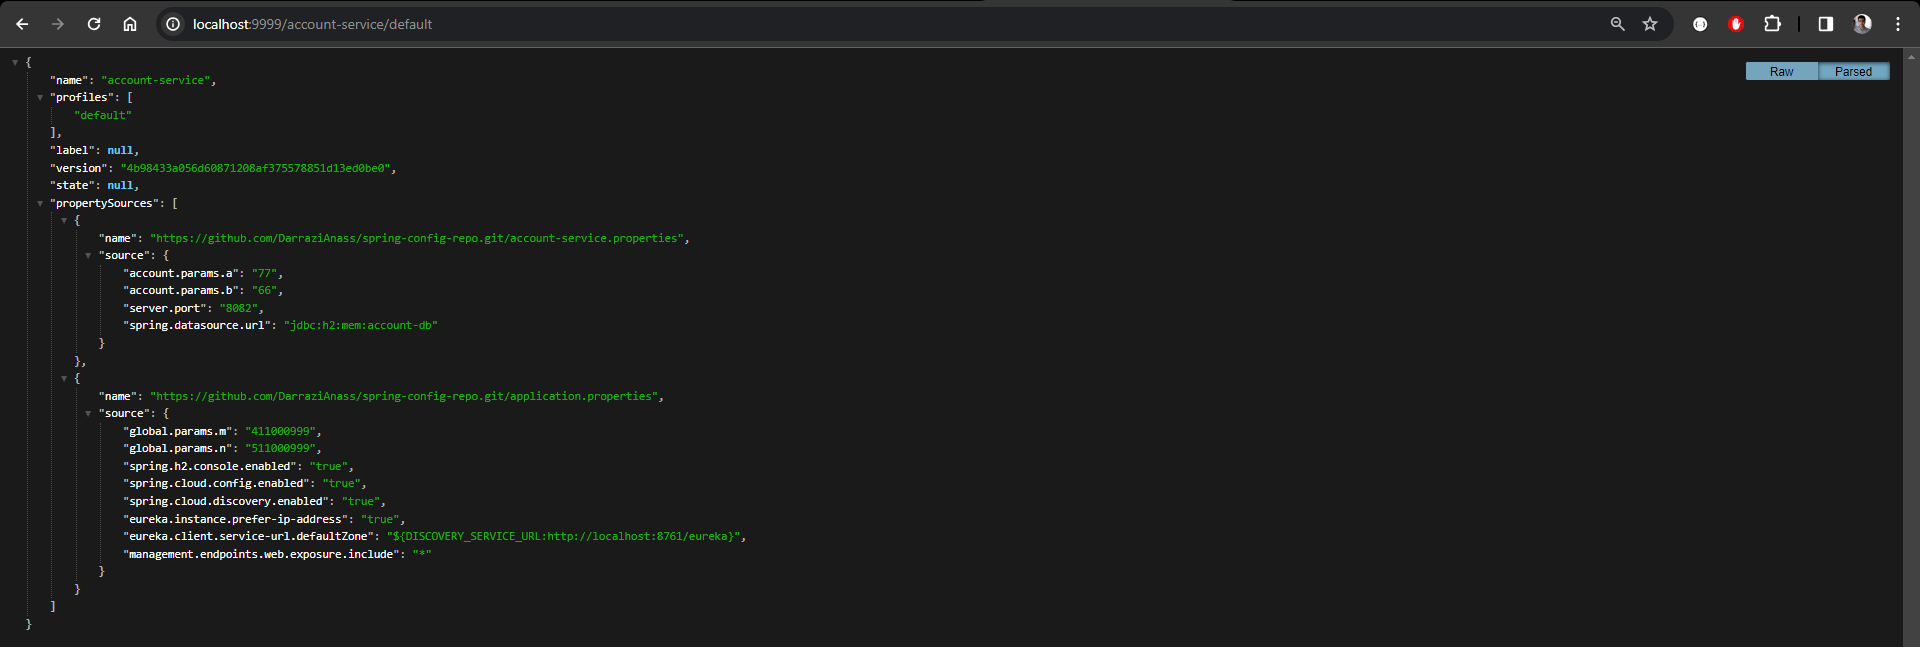 localhost:9999/account-service/default
Raw Parsed
{
"name": "account-service",
"profiles": [
"default"
],
"label": null,
"version": "4b98433a056d60871208af375578851d13ed0be0",
"state": null,
"propertySources": [
{
"name": "https://github.com/DarraziAnass/spring-config-repo.git/account-service.properties",
"source": {
"account.params.a": "77",
"account.params.b": "66",
"server.port": "8082",
"spring.datasource.url": "jdbc:h2:mem:account-db"
}
},
{
"name": "https://github.com/DarraziAnass/spring-config-repo.git/application.properties",
"source": {
"global.params.m": "411000999",
"global.params.n": "511000999",
"spring.h2.console.enabled": "true",
"spring.cloud.config.enabled": "true",
"spring.cloud.discovery.enabled": "true",
"eureka.instance.prefer-ip-address": "true",
"eureka.client.service-url.defaultZone": "${DISCOVERY_SERVICE_URL:http://localhost:8761/eureka}",
"management.endpoints.web.exposure.include": "*"
}
}
]
}